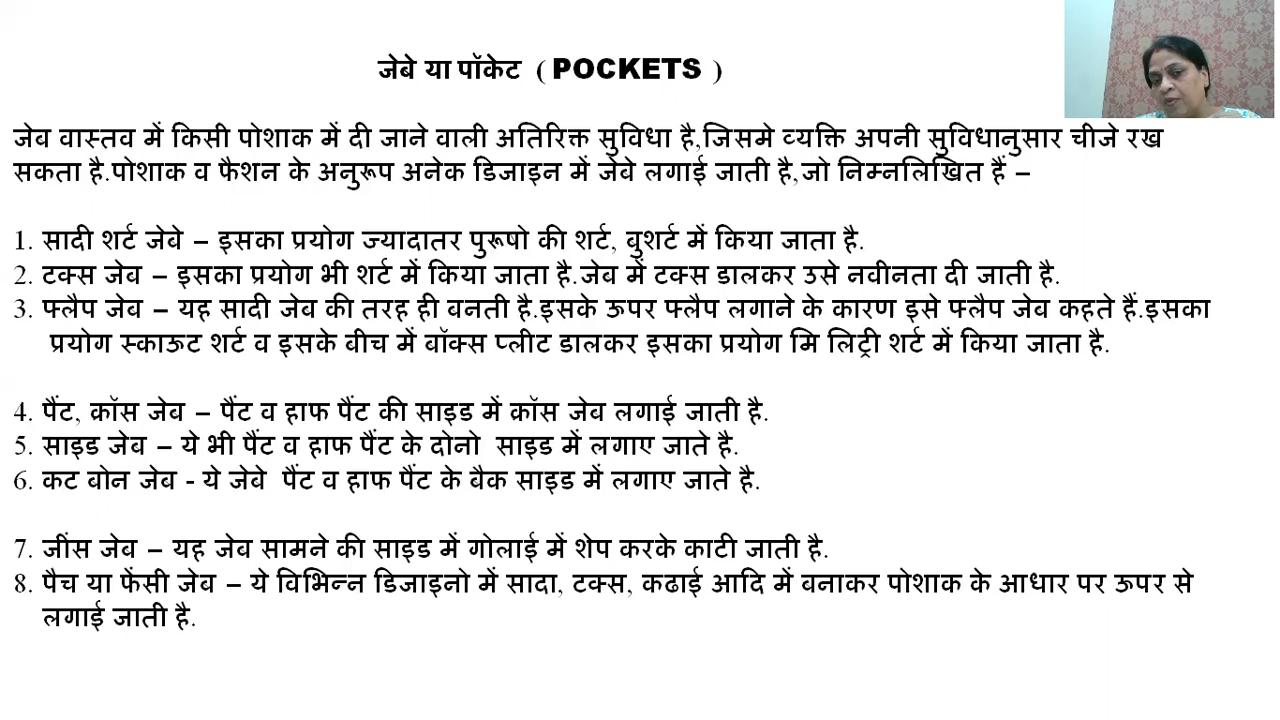 जेबे या पॉकेट ( POCKETS )
जेब वास्तव में किसी पोशाक में दी जाने वाली अतिरिक्त सुविधा है,जिसमे व्यक्ति अपनी सुविधानुसार चीजे रख
सकता है.पोशाक व फैशन के अनुरूप अनेक डिजाइन में जेबे लगाई जाती है,जो निम्नलिखित हैं –
1. सादी शर्ट जेबे – इसका प्रयोग ज्यादातर पुरूषो की शर्ट, बुशर्ट में किया जाता है.
2. टक्स जेब – इसका प्रयोग भी शर्ट में किया जाता है.जेब में टक्स डालकर उसे नवीनता दी जाती है.
3. फ्लैप जेब – यह सादी जेब की तरह ही बनती है.इसके ऊपर फ्लैप लगाने के कारण इसे फ्लैप जेब कहते हैं.इसका
प्रयोग स्काऊट शर्ट व इसके बीच में बॉक्स प्लीट डालकर इसका प्रयोग मि लिट्री शर्ट में किया जाता है.
4. पैंट, क्रॉस जेब – पैंट व हाफ पैंट की साइड में क्रॉस जेब लगाई जाती है.
5. साइड जेब – ये भी पैंट व हाफ पैंट के दोनो साइड में लगाए जाते है.
6. कट बोन जेब - ये जेबे पैंट व हाफ पैंट के बैक साइड में लगाए जाते है.
7. जींस जेब – यह जेब सामने की साइड में गोलाई में शेप करके काटी जाती है.
8. पैच या फेंसी जेब – ये विभिन्न डिजाइनो में सादा, टक्स, कढाई आदि में बनाकर पोशाक के आधार पर ऊपर से
लगाई जाती है.